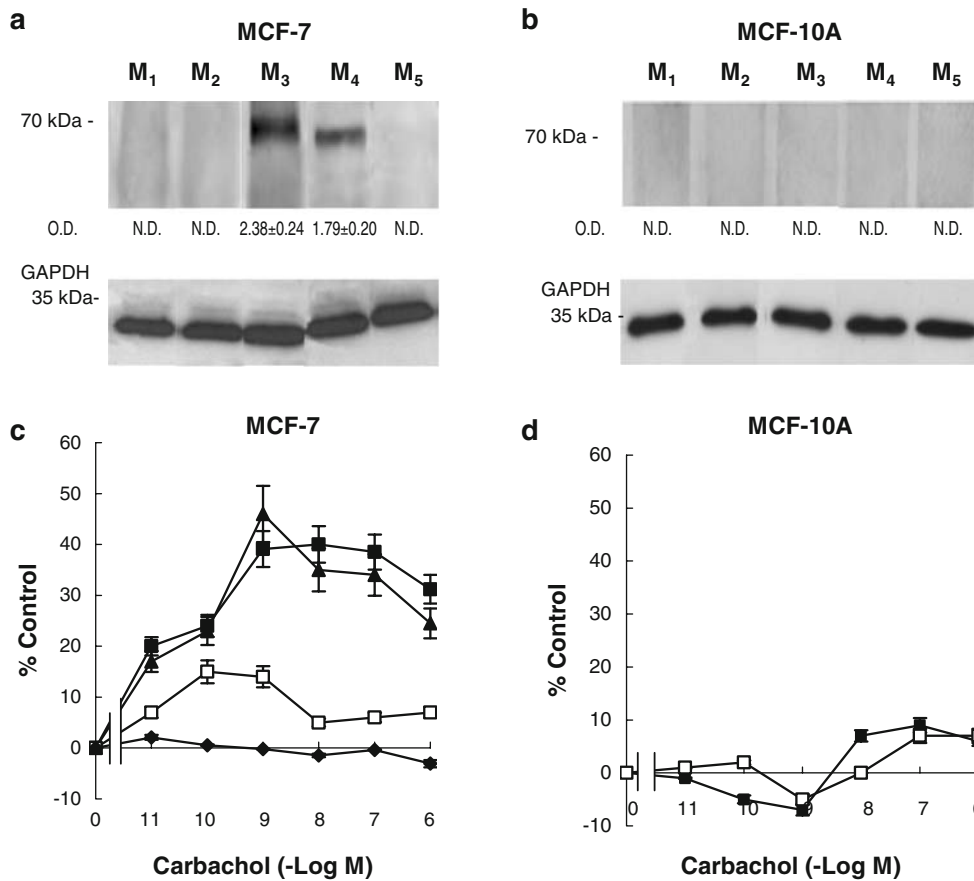 a
MCF-7
M1 M2 M3 M4 M5
70 kDa -
O.D. N.D. N.D. 2.38±0.24 1.79±0.20 N.D.
GAPDH
35 kDa-
b
MCF-10A
M1 M2 M3 M4 M5
70 kDa -
O.D. N.D. N.D. N.D. N.D. N.D.
GAPDH
35 kDa -
c
MCF-7
60
50
40
30
20
10
0
-10
% Control
0 11 10 9 8 7 6
Carbachol (-Log M)
d
MCF-10A
60
50
40
30
20
10
0
-10
% Control
0 11 10 9 8 7
Carbachol (-Log M)